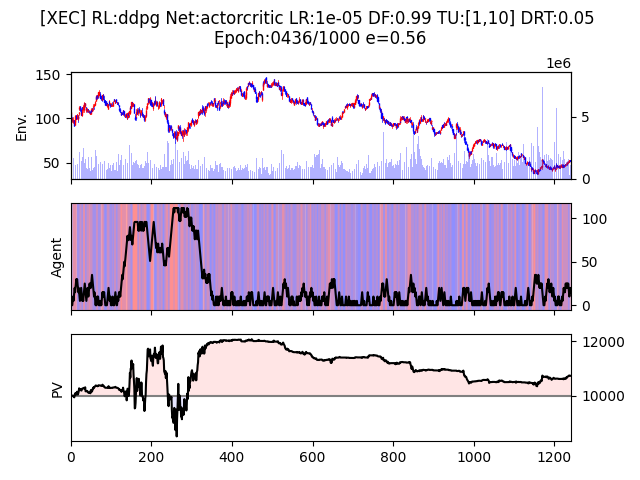 [XEC] RL:ddpg Net:actorcritic LR:1e-05 DF:0.99 TU:[1,10] DRT:0.05
Epoch:0436/1000 e=0.56
1e6
150
100
50
Env.
5
0
Agent
100
50
0
PV
12000
10000
0
200
400
600
800
1000
1200